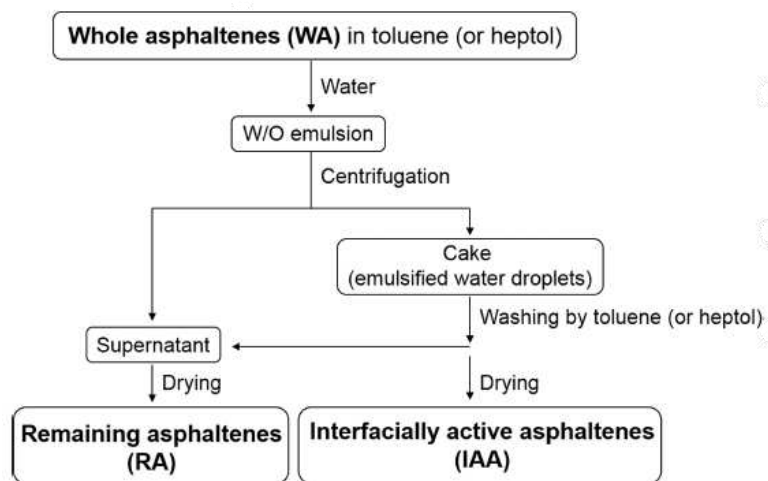 Whole asphaltenes (WA) in toluene (or heptol)
Water
W/O emulsion
Centrifugation
Cake
(emulsified water droplets)
Washing by toluene (or heptol)
Supernatant
Drying
Drying
Remaining asphaltenes
(RA)
Interfacially active asphaltenes
(IAA)